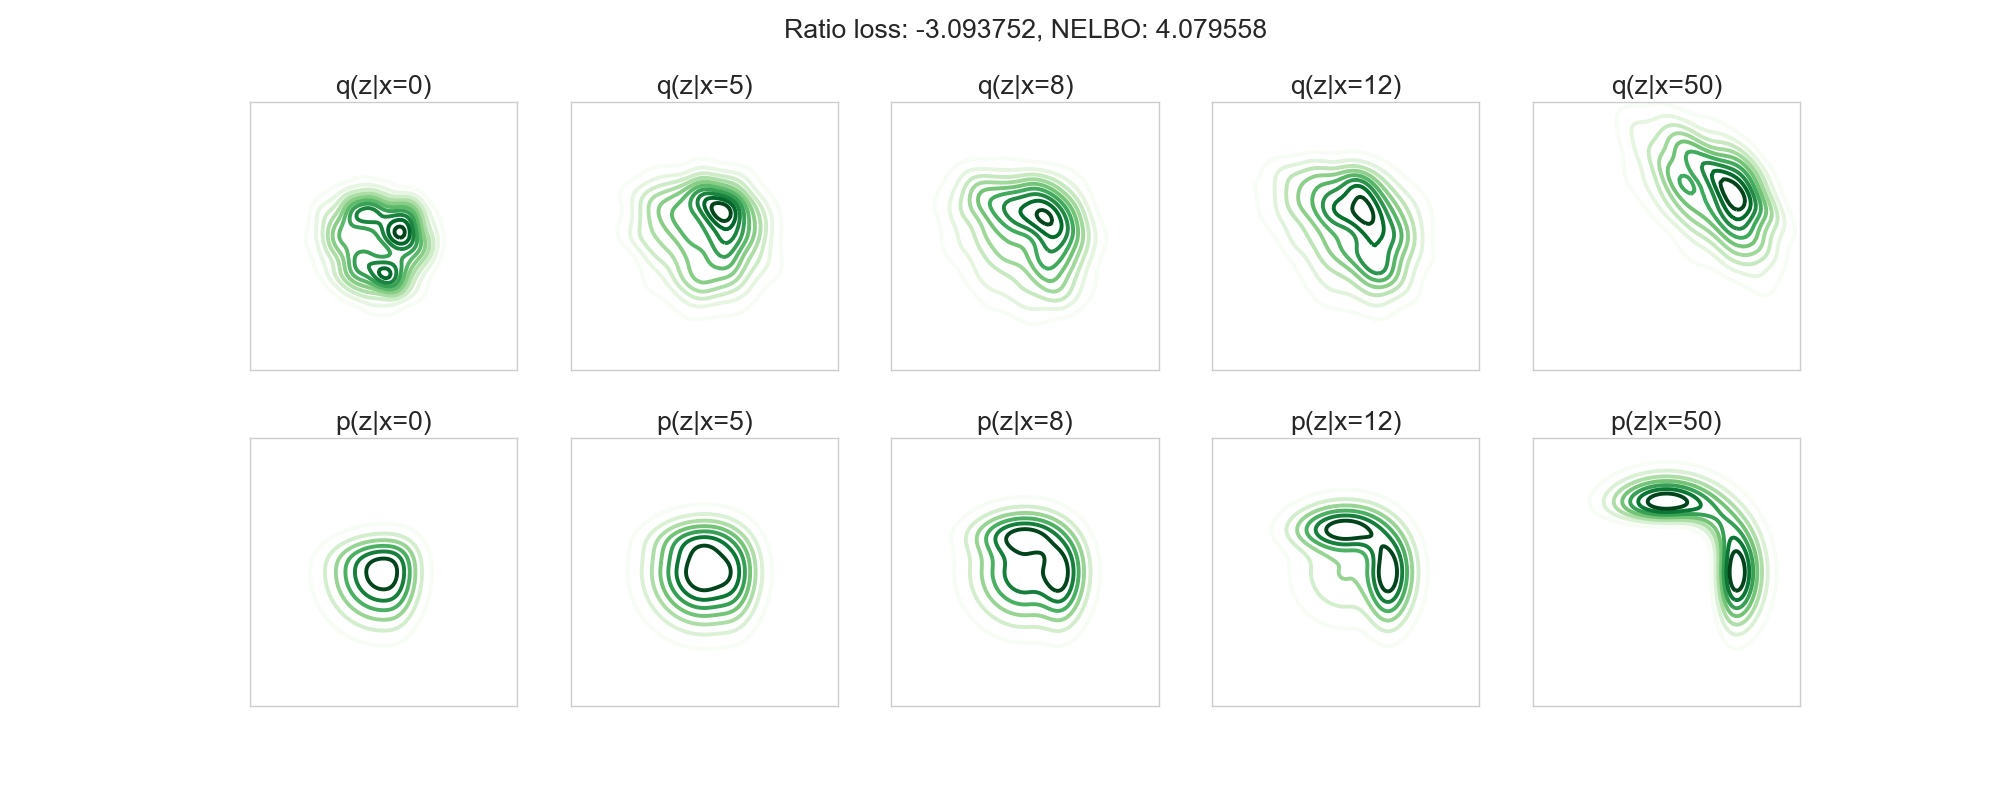 Ratio loss: -3.093752, NELBO: 4.079558
q(z|x=0) q(z|x=5) q(z|x=8) q(z|x=12) q(z|x=50)
p(z|x=0) p(z|x=5) p(z|x=8) p(z|x=12) p(z|x=50)